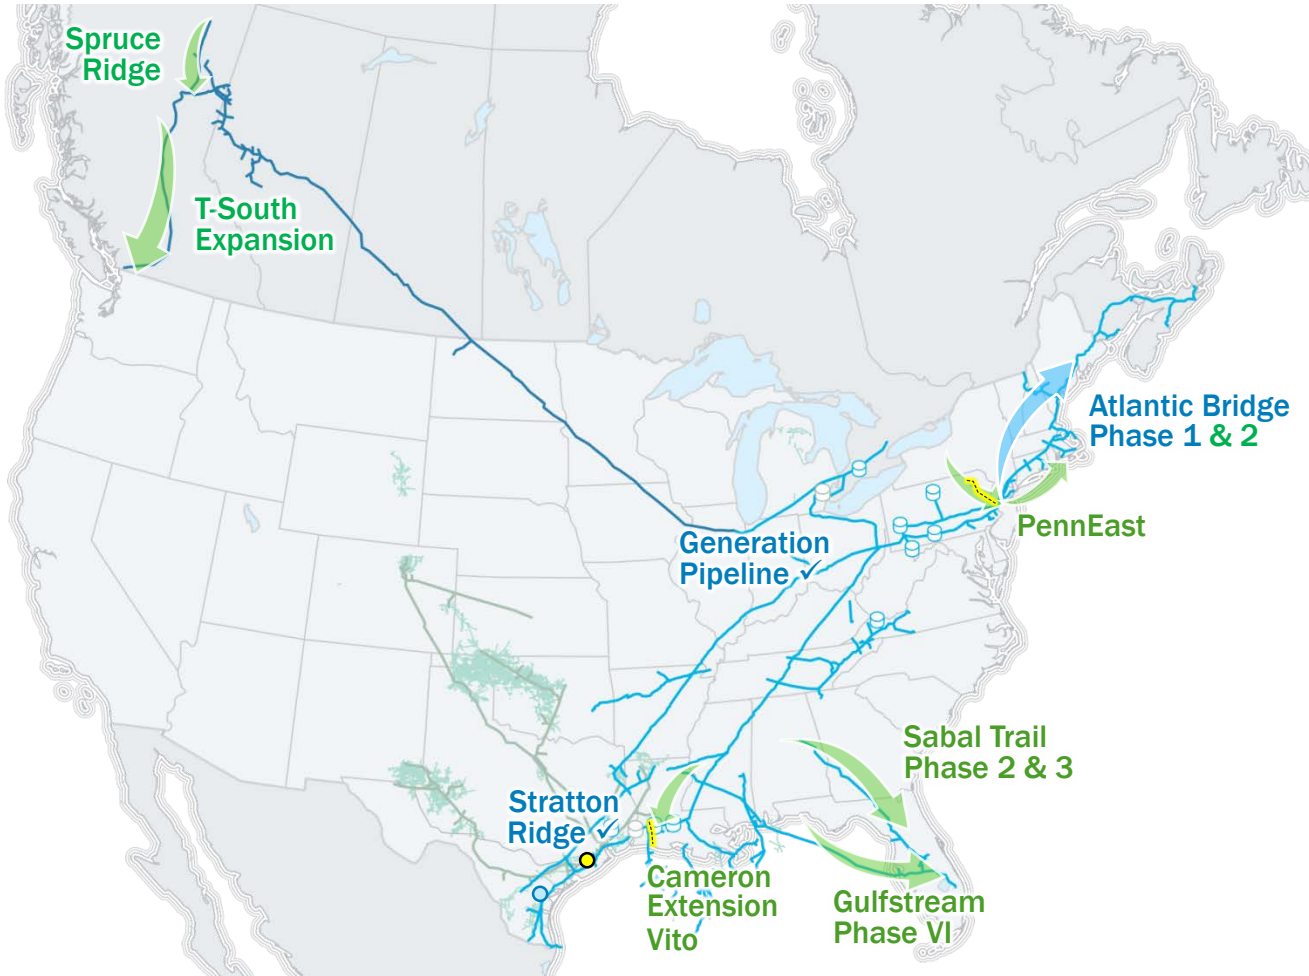 Spruce
Ridge
T-South
Expansion
Atlantic Bridge
Phase 1 & 2
PennEast
Generation
Pipeline ✓
Sabal Trail
Phase 2 & 3
Stratton
Ridge ✓
Cameron
Extension
Vito
Gulfstream
Phase VI